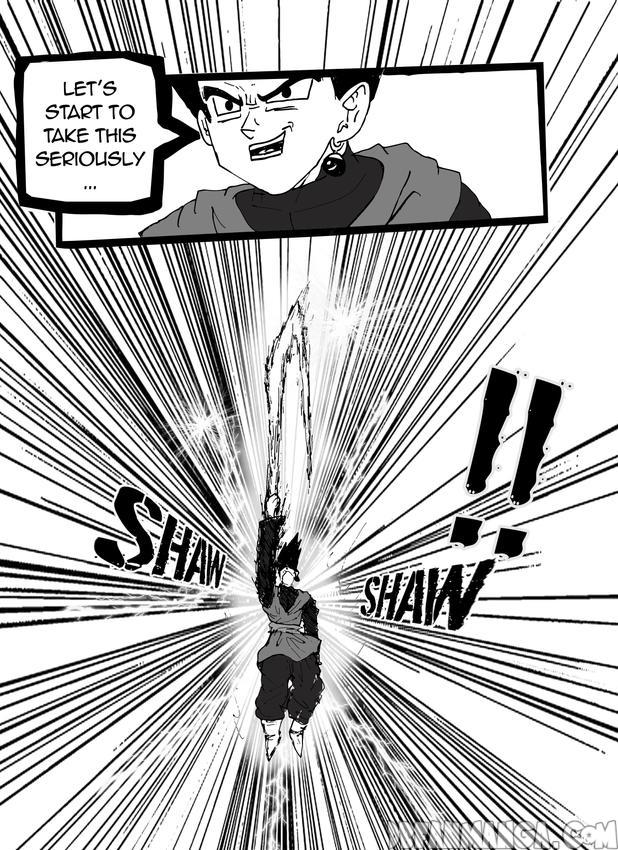 LET'S
START TO
TAKE THIS
SERIOUSLY
...
!!
SHAW
SHAW